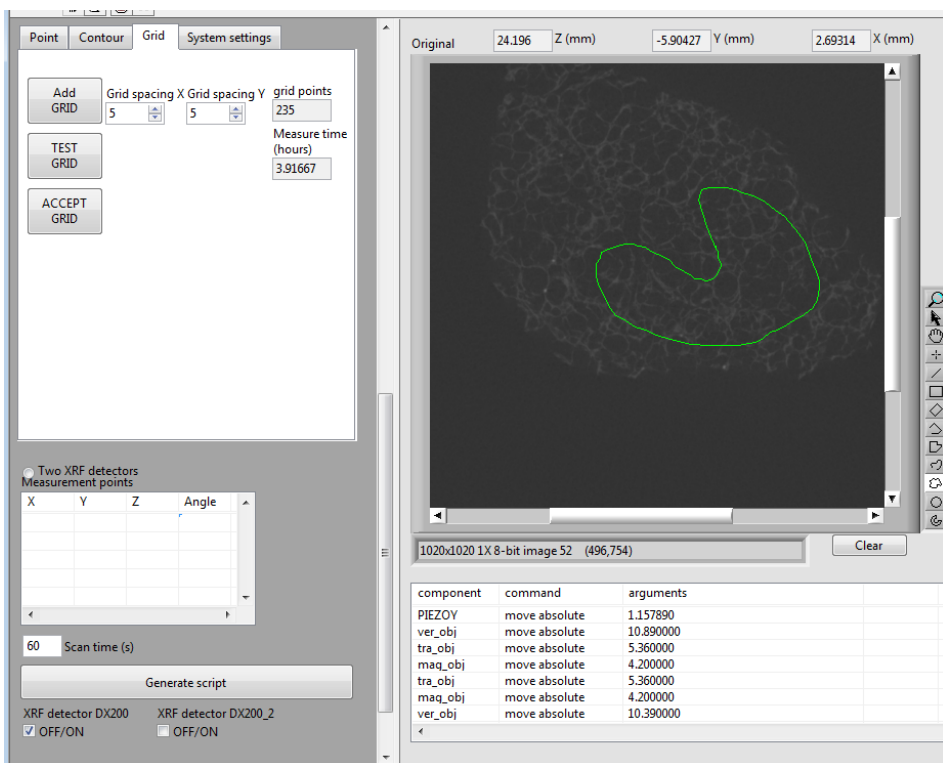 Point Contour Grid System settings
Add GRID
Grid spacing X Grid spacing Y grid points
5 5 235
TEST GRID
Measure time (hours)
3.91667
ACCEPT GRID
Two XRF detectors
Measurement points
X Y Z Angle
60 Scan time (s)
Generate script
XRF detector DX200 XRF detector DX200_2
OFF/ON OFF/ON
Original 24.196 Z (mm) -5.90427 Y (mm) 2.69314 X (mm)
1020x1020 1X 8-bit image 52 (496,754)
Clear
component command arguments
PIEZOY move absolute 1.157890
ver_obj move absolute 10.890000
tra_obj move absolute 5.360000
maq_obj move absolute 4.200000
tra_obj move absolute 5.360000
maq_obj move absolute 4.200000
ver_obj move absolute 10.390000